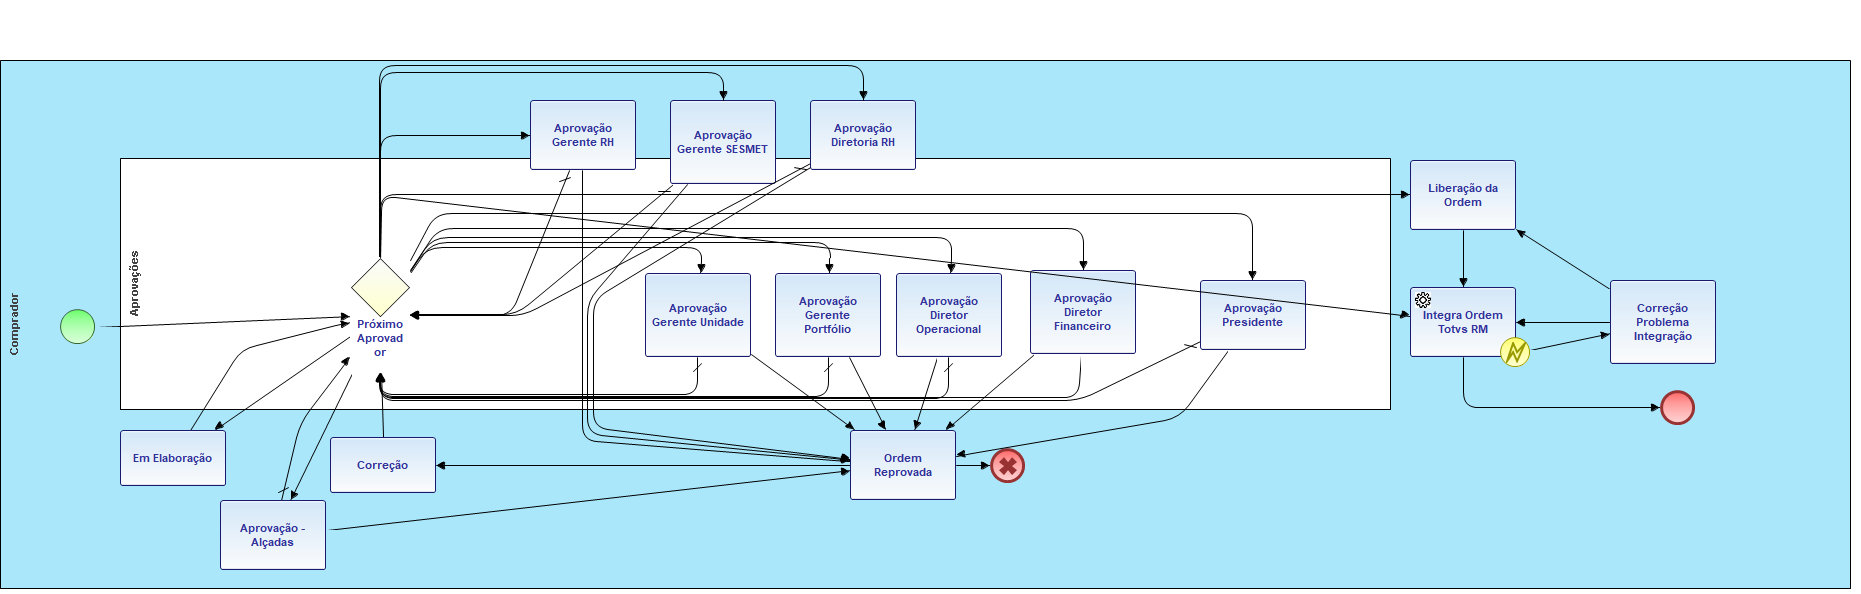 Comprador
Aprovações
Aprovação
Gerente RH
Aprovação
Gerente SESMET
Aprovação
Diretoria RH
Liberação da
Ordem
Próximo
Aprovad
or
Aprovação
Gerente Unidade
Aprovação
Gerente
Portfólio
Aprovação
Diretor
Operacional
Aprovação
Diretor
Financeiro
Aprovação
Presidente
Integra Ordem
Totvs RM
Correção
Problema
Integração
Em Elaboração
Correção
Ordem
Reprovada
Aprovação -
Alçadas